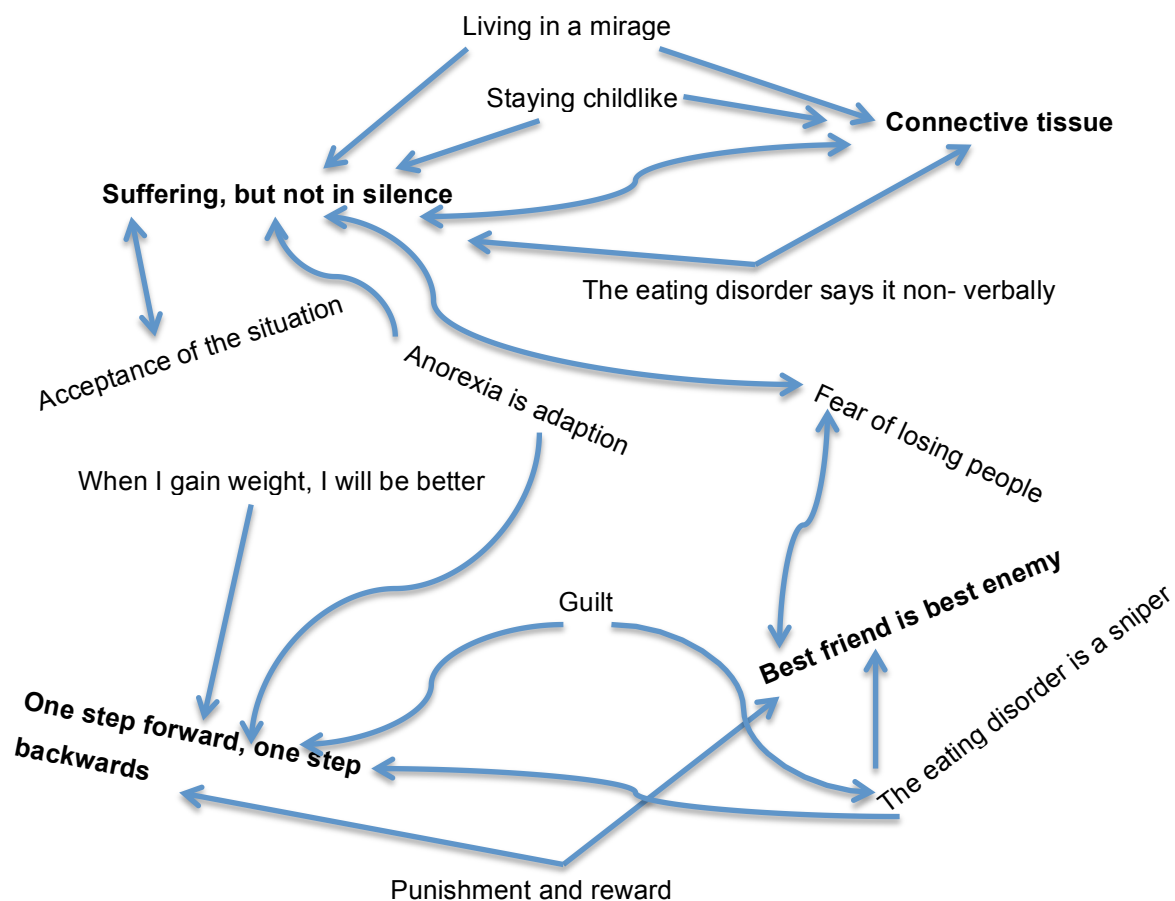 Living in a mirage
Staying childlike
Connective tissue
Suffering, but not in silence
The eating disorder says it non- verbally
Acceptance of the situation
Anorexia is adaption
Fear of losing people
When I gain weight, I will be better
Guilt
Best friend is best enemy
The eating disorder is a sniper
One step forward, one step
backwards
Punishment and reward